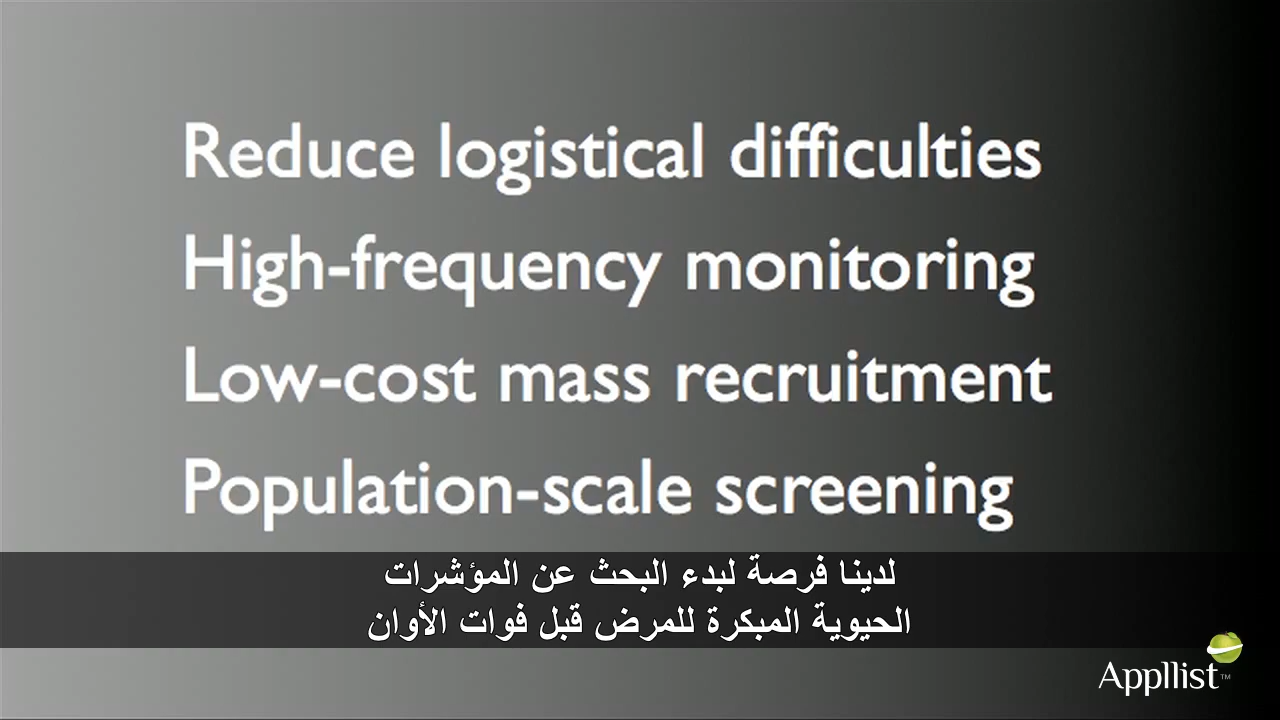 Reduce logistical difficulties
High-frequency monitoring
Low-cost mass recruitment
Population-scale screening
لدينا فرصة لبدء البحث عن المؤشرات
الحيوية المبكرة للمرض قبل فوات الأوان
Appllist™